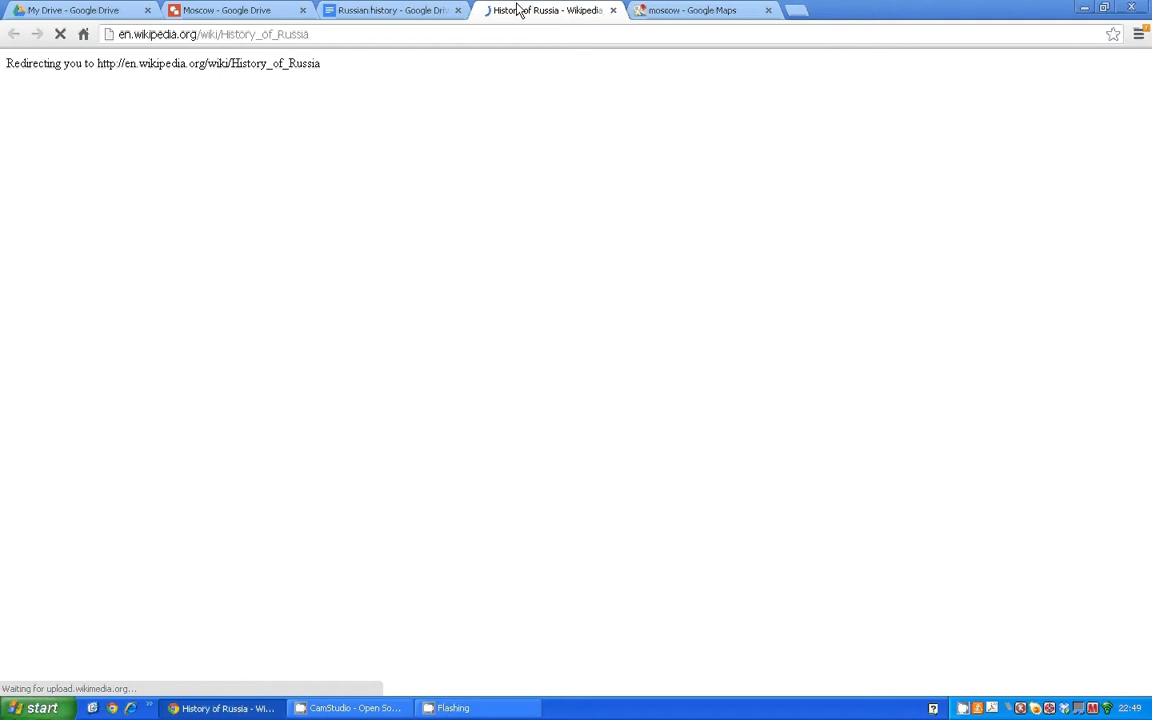 My Drive - Google Drive
Moscow - Google Drive
Russian history - Google Driv
History of Russia - Wikipedia
moscow - Google Maps
en.wikipedia.org/wiki/History_of_Russia
Redirecting you to http://en.wikipedia.org/wiki/History_of_Russia
Waiting for upload.wikimedia.org...
start
History of Russia - Wi...
CamStudio - Open So...
Flashing
22:49